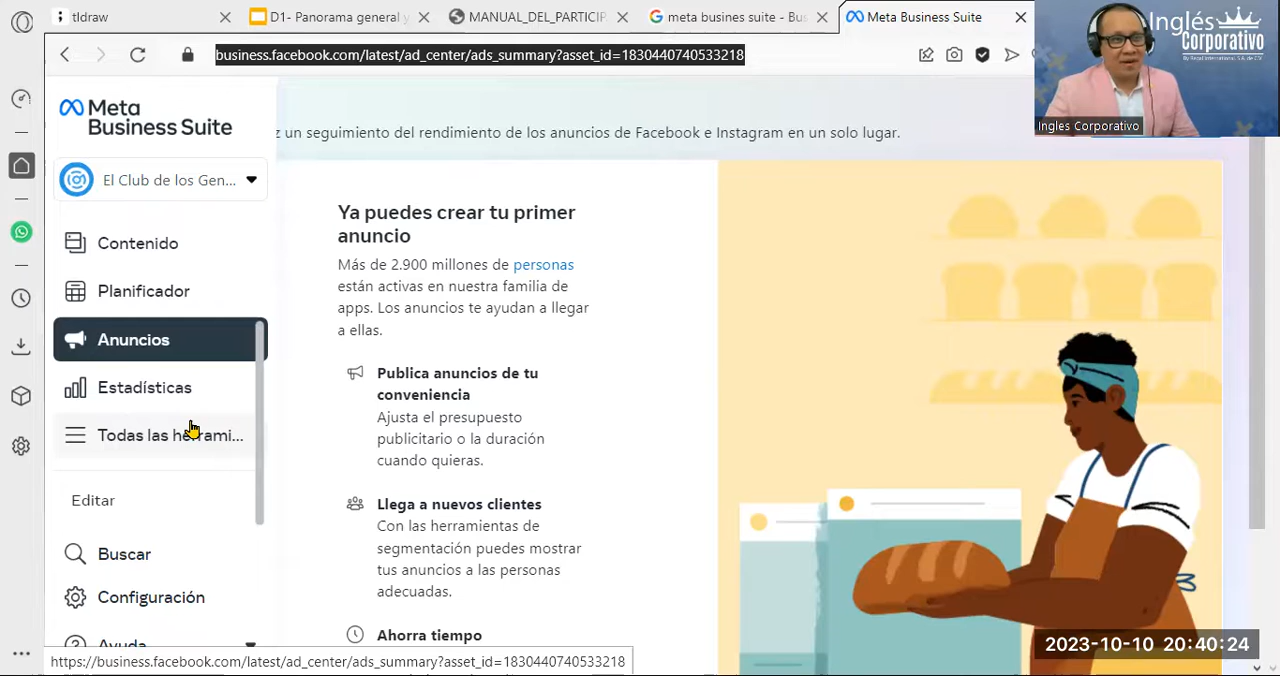 tldraw
D1- Panorama general y
MANUAL_DEL_PARTICIP
meta busines suite - Bus
Meta Business Suite
business.facebook.com/latest/ad_center/ads_summary?asset_id=1830440740533218
Inglés
Corporativo
Ingles Corporativo
Meta
Business Suite
z un seguimiento del rendimiento de los anuncios de Facebook e Instagram en un solo lugar.
El Club de los Gen...
Contenido
Planificador
Anuncios
Estadísticas
Todas las herrami...
Editar
Buscar
Configuración
Ayuda
Ya puedes crear tu primer
anuncio
Más de 2.900 millones de personas
están activas en nuestra familia de
apps. Los anuncios te ayudan a llegar
a ellas.
Publica anuncios de tu
conveniencia
Ajusta el presupuesto
publicitario o la duración
cuando quieras.
Llega a nuevos clientes
Con las herramientas de
segmentación puedes mostrar
tus anuncios a las personas
adecuadas.
Ahorra tiempo
https://business.facebook.com/latest/ad_center/ads_summary?asset_id=1830440740533218
2023-10-10 20:40:24